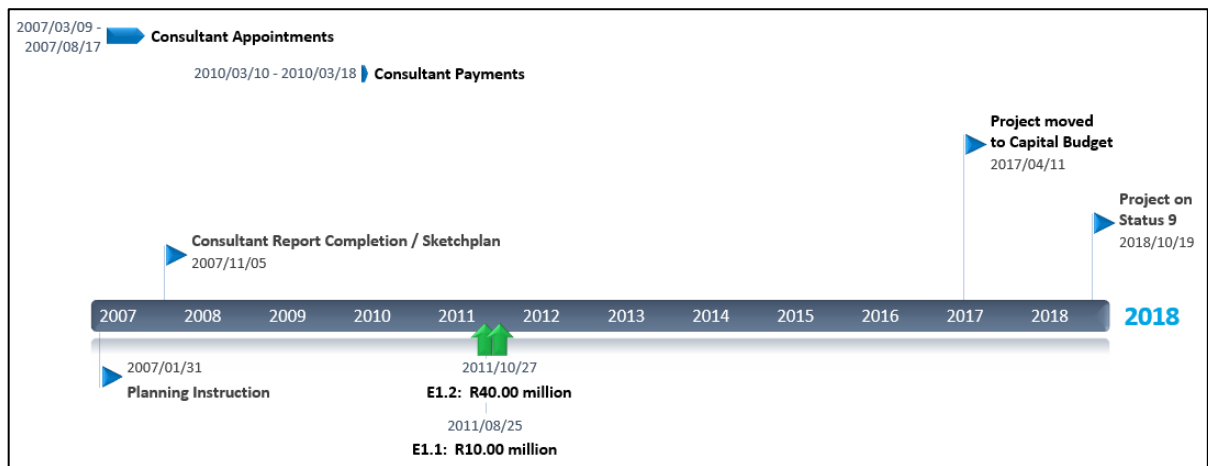 2007/03/09 -
2007/08/17
Consultant Appointments
2010/03/10 - 2010/03/18
Consultant Payments
Project moved
to Capital Budget
2017/04/11
Project on
Status 9
2018/10/19
Consultant Report Completion / Sketchplan
2007/11/05
2007 2008 2009 2010 2011 2012 2013 2014 2015 2016 2017 2018
2018
2007/01/31
Planning Instruction
2011/10/27
E1.2: R40.00 million
2011/08/25
E1.1: R10.00 million